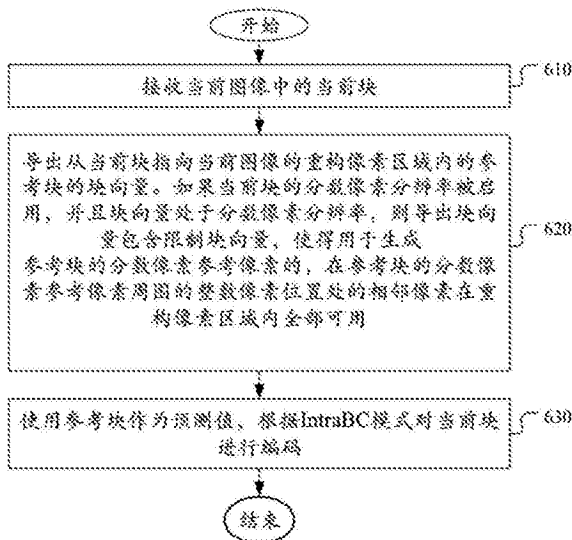 开始
接收当前图像中的当前块
610
导出从当前块指向当前图像的重构像素区域内的参
考块的块向量。如果当前块的分数像素分辨率被启
用，并且块向量处于分数像素分辨率，则导出块向
量包含限制块向量，使得用于生成
参考块的分数像素参考像素的，在参考块的分数像
素参考像素周围的整数像素位置处的相邻像素在重
构像素区域内全部可用
620
使用参考块作为预测值，根据IntraBC模式对当前块
进行编码
630
结束